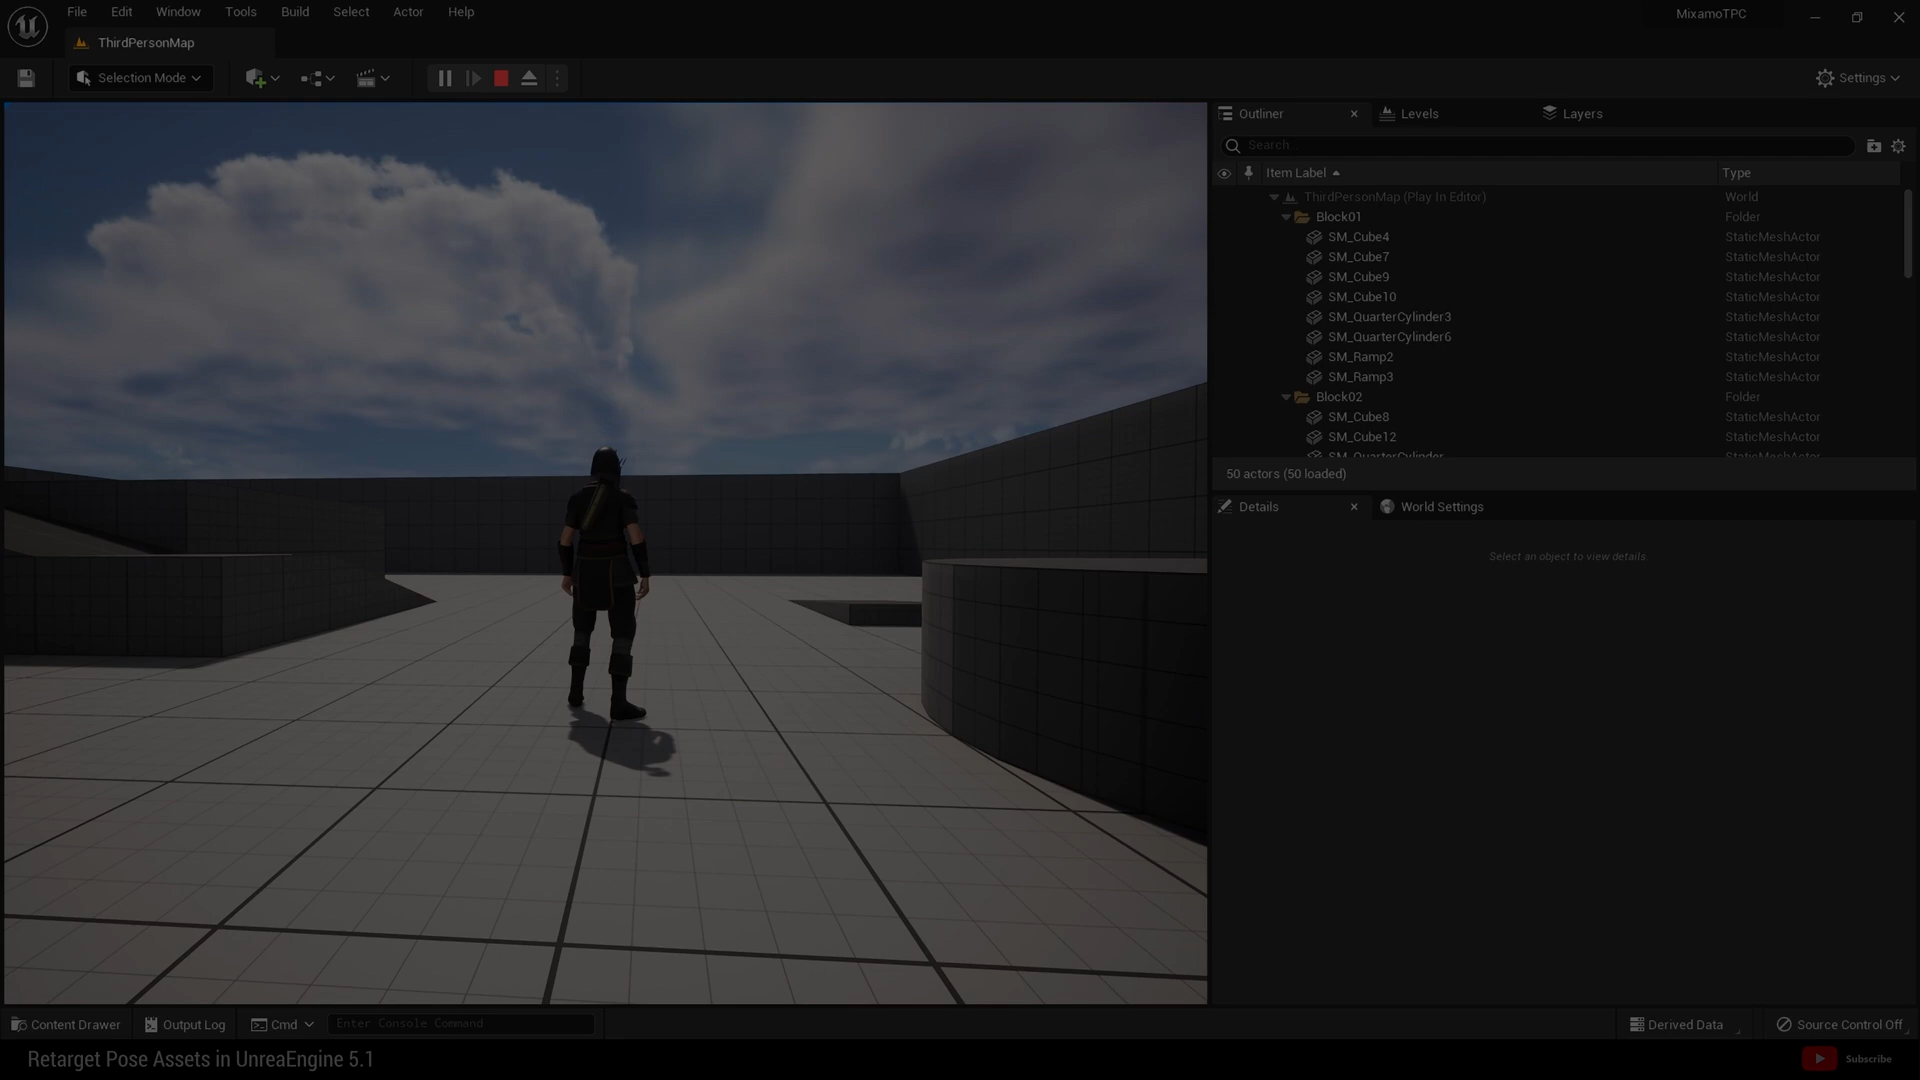 File Edit Window Tools Build Select Actor Help
MixamoTPC
ThirdPersonMap
Selection Mode
Settings
Outliner
Levels
Layers
Search...
Item Label
Type
ThirdPersonMap (Play In Editor) World
Block01 Folder
SM_Cube4 StaticMeshActor
SM_Cube7 StaticMeshActor
SM_Cube9 StaticMeshActor
SM_Cube10 StaticMeshActor
SM_QuarterCylinder3 StaticMeshActor
SM_QuarterCylinder6 StaticMeshActor
SM_Ramp2 StaticMeshActor
SM_Ramp3 StaticMeshActor
Block02 Folder
SM_Cube8 StaticMeshActor
SM_Cube12 StaticMeshActor
SM_QuarterCylinder StaticMeshActor
50 actors (50 loaded)
Details
World Settings
Select an object to view details.
Content Drawer
Output Log
Cmd
Enter Console Command
Derived Data
Source Control Off
Retarget Pose Assets in UnreaEngine 5.1
Subscribe